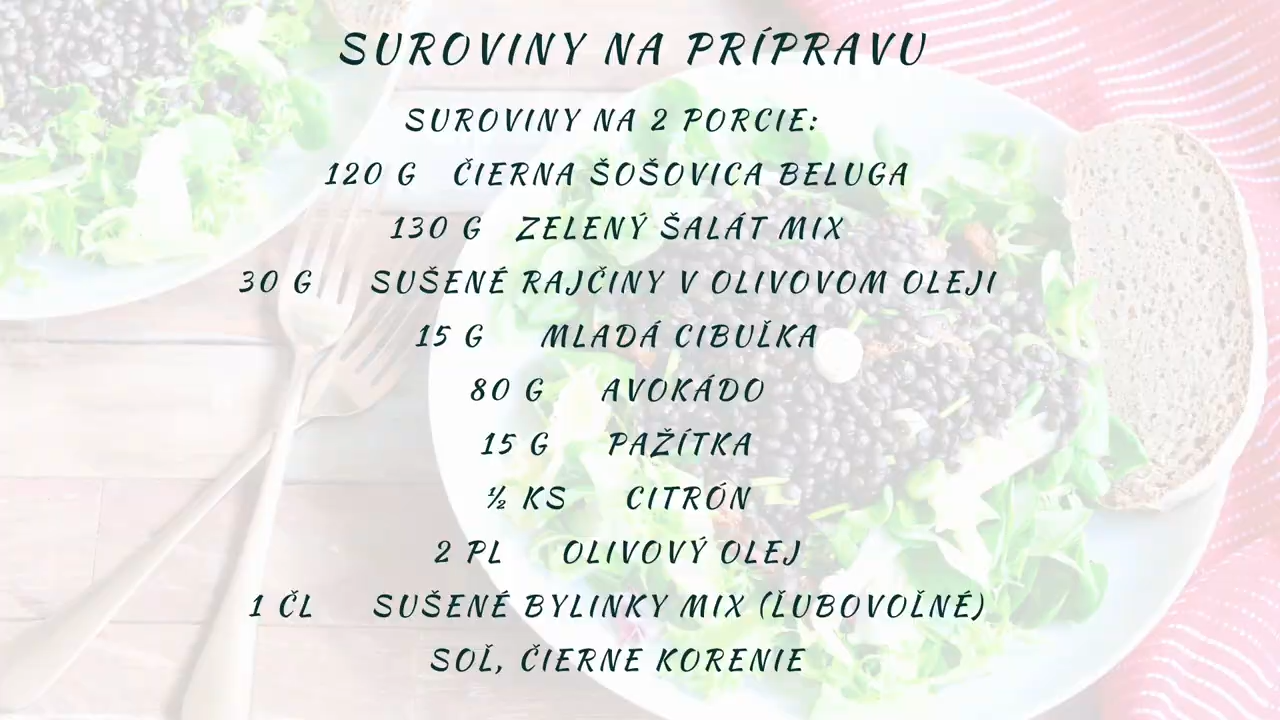 SUROVINY NA PRÍPRAVU
SUROVINY NA 2 PORCIE:
120 G ČIERNA ŠOŠOVICA BELUGA
130 G ZELENÝ ŠALÁT MIX
30 G SUŠENÉ RAJČINY V OLIVOVOM OLEJI
15 G MLADÁ CIBUĽKA
80 G AVOKÁDO
15 G PAŽÍTKA
½ KS CITRÓN
2 PL OLIVOVÝ OLEJ
1 ČL SUŠENÉ BYLINKY MIX (ĽUBOVOĽNÉ)
SOĽ, ČIERNE KORENIE